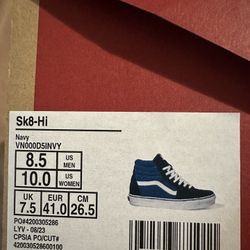 Sk8-Hi
Navy
VN000D5INVY
8.5 US MEN
10.0 US WOMEN
UK EUR CM
7.5 41.0 26.5
PO#4200305286
LYV - 08/23
CPSIA PO/CUT#
420030528600100